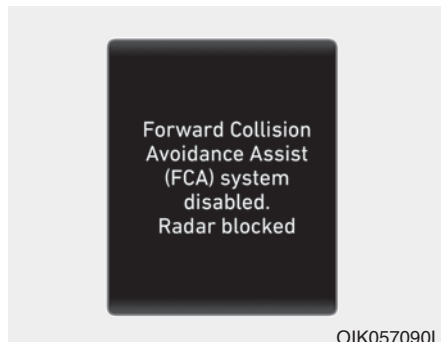 Forward Collision
Avoidance Assist
(FCA) system
disabled.
Radar blocked
OIK057090L